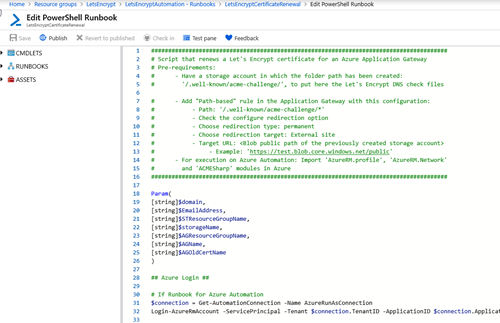 Home > Resource groups > LetsEncrypt > LetsEncryptAutomation - Runbooks > LetsEncryptCertificateRenewal > Edit PowerShell Runbook
Edit PowerShell Runbook
LetsEncryptCertificateRenewal
Save Publish Revert to published Check in Test pane Feedback
CMDLETS
RUNBOOKS
ASSETS
1 ###############################################################################
2 # Script that renews a Let's Encrypt certificate for an Azure Application Gateway
3 # Pre-requirements:
4 # - Have a storage account in which the folder path has been created:
5 # '/.well-known/acme-challenge/', to put here the Let's Encrypt DNS check files
6
7 # - Add "Path-based" rule in the Application Gateway with this configuration:
8 # - Path: '/.well-known/acme-challenge/*'
9 # - Check the configure redirection option
10 # - Choose redirection type: permanent
11 # - Choose redirection target: External site
12 # - Target URL: <Blob public path of the previously created storage account>
13 # - Example: 'https://test.blob.core.windows.net/public'
14 # - For execution on Azure Automation: Import 'AzureRM.profile', 'AzureRM.Network'
15 # and 'ACMESharp' modules in Azure
16 ###############################################################################
17
18 Param(
19 [string]$domain,
20 [string]$EmailAddress,
21 [string]$STResourceGroupName,
22 [string]$storageName,
23 [string]$AGResourceGroupName,
24 [string]$AGName,
25 [string]$AGOldCertName
26 )
27
28 ## Azure Login ##
29
30 # If Runbook for Azure Automation
31 $connection = Get-AutomationConnection -Name AzureRunAsConnection
32 Login-AzureRmAccount -ServicePrincipal -Tenant $connection.TenantID -ApplicationID $connection.Applicat
33